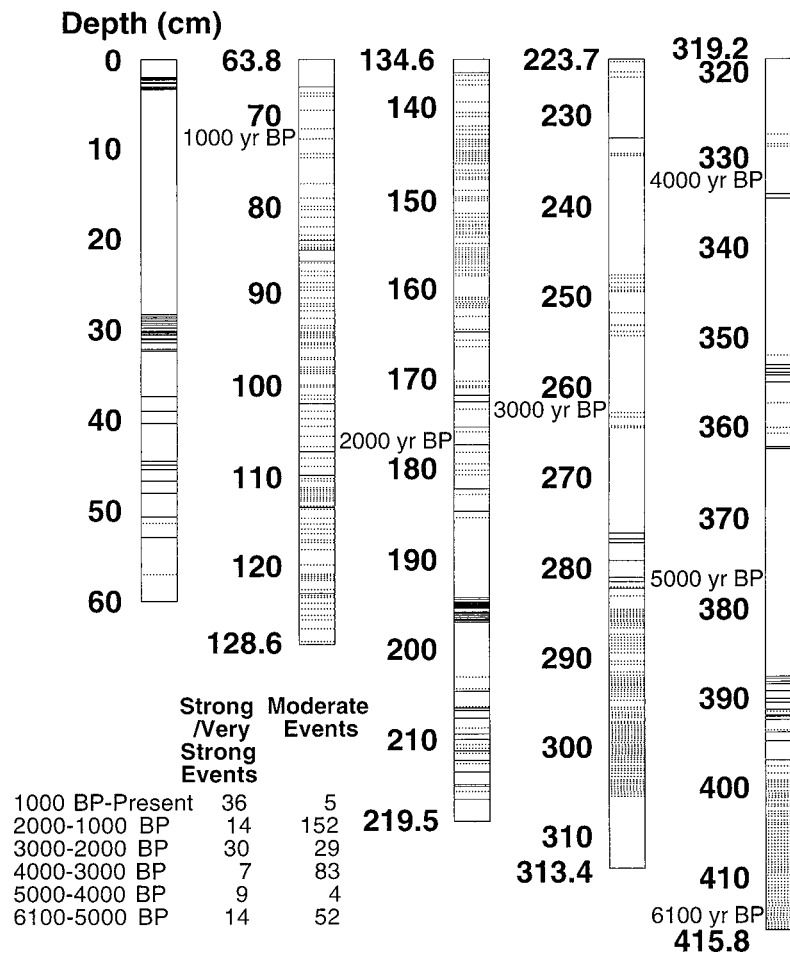 Depth (cm)
0
10
20
30
40
50
60
63.8
70
1000 yr BP
80
90
100
110
120
128.6
134.6
140
150
160
170
2000 yr BP
180
190
200
210
219.5
223.7
230
240
250
260
3000 yr BP
270
280
290
300
310
313.4
319.2
320
330
4000 yr BP
340
350
360
370
5000 yr BP
380
390
400
410
6100 yr BP
415.8
Strong Moderate
/Very Events
Strong
Events
1000 BP-Present 36 5
2000-1000 BP 14 152
3000-2000 BP 30 29
4000-3000 BP 7 83
5000-4000 BP 9 4
6100-5000 BP 14 52